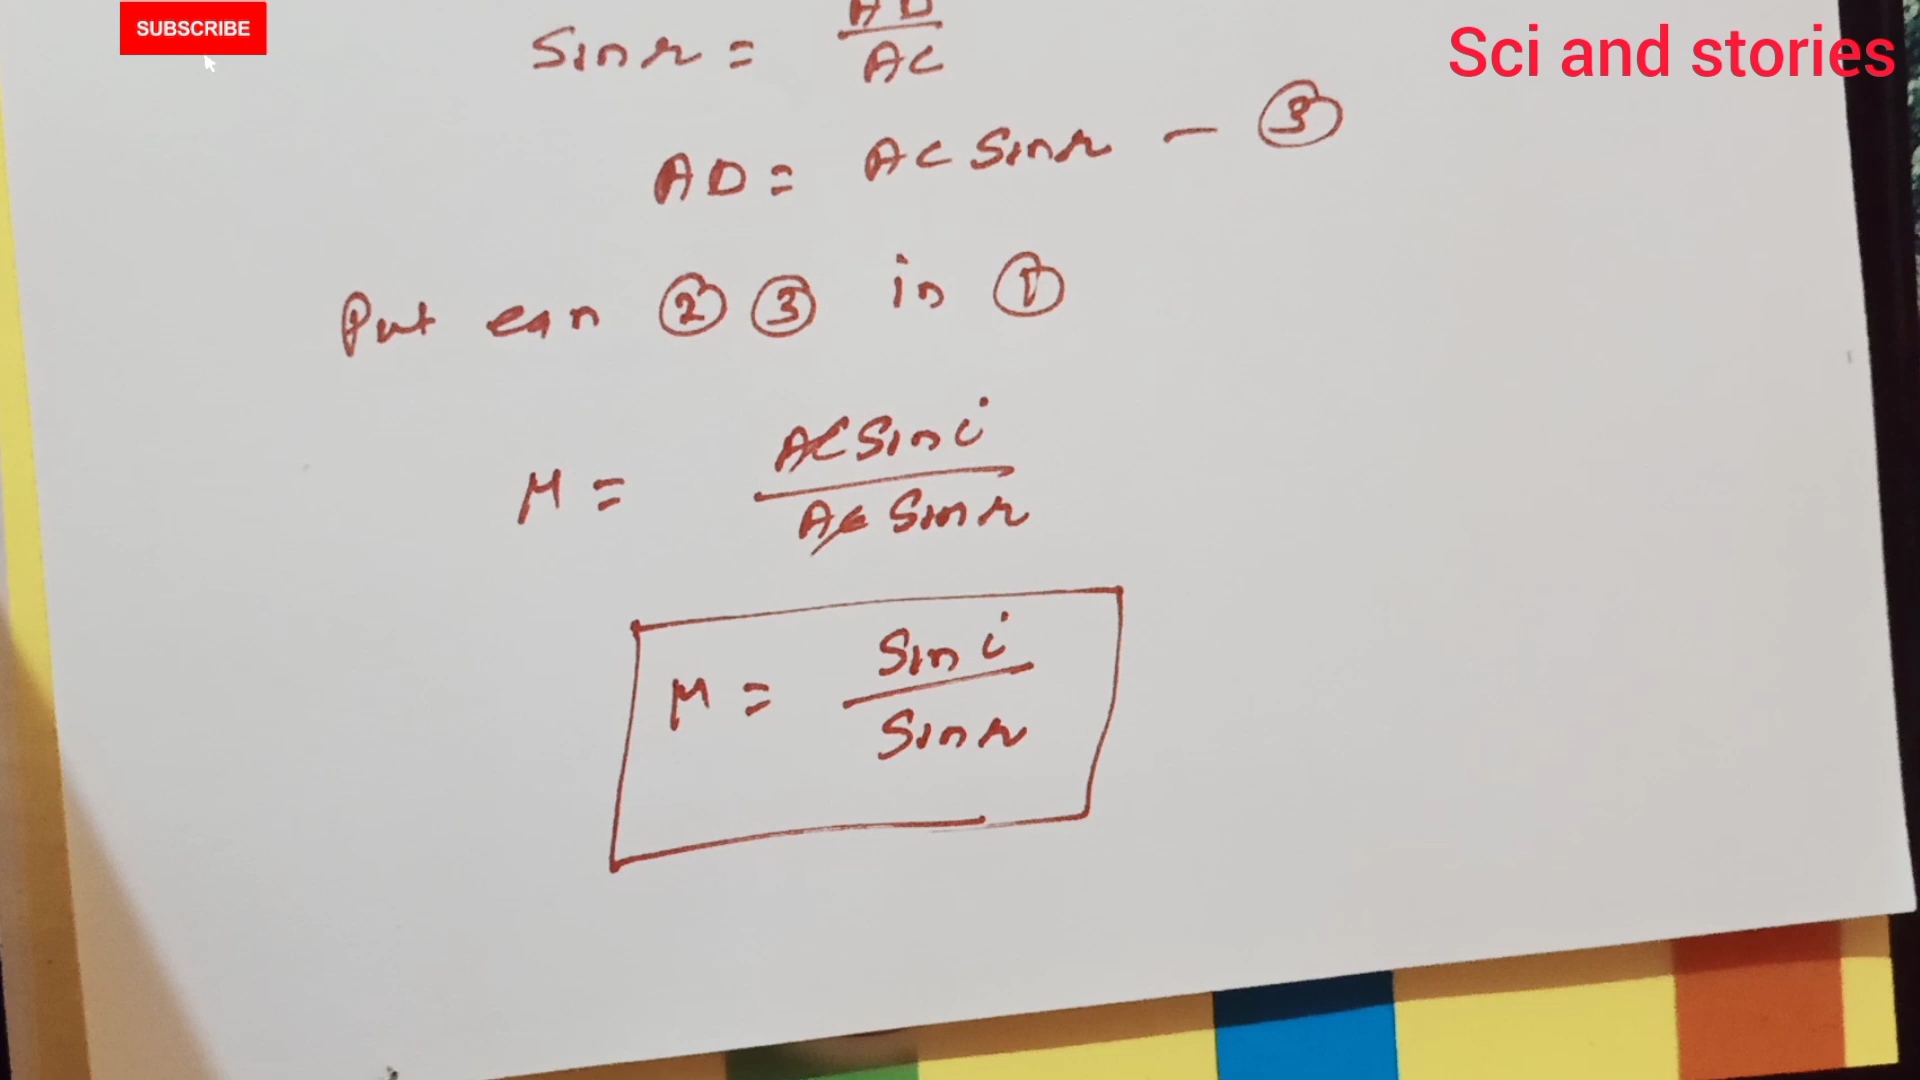 SUBSCRIBE
Sci and stories
Sin r = AD / AC
AD = AC Sin r — ③
Put eqn ② ③ in ①
μ = AC Sin i / AC Sin r
μ = Sin i / Sin r